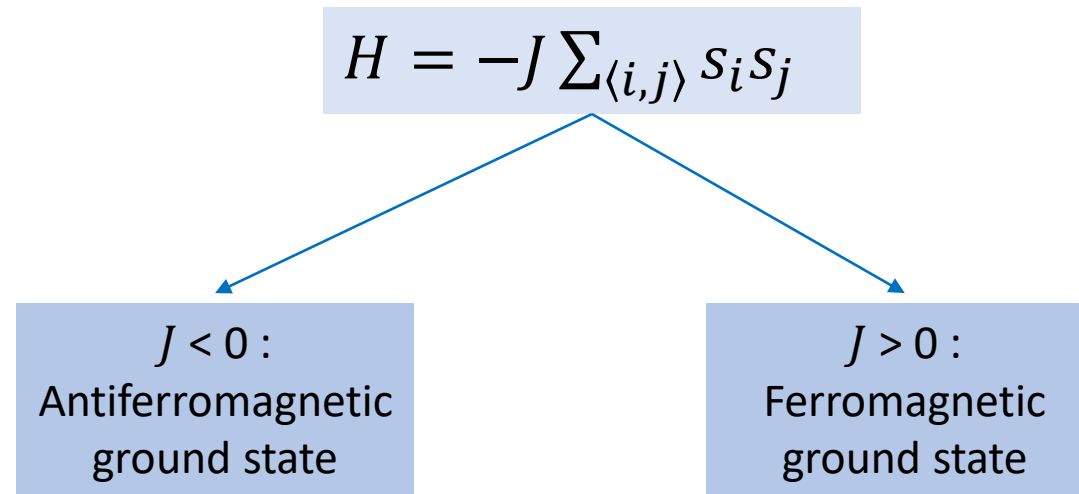 H = −J ∑⟨i,j⟩ sᵢsⱼ
J < 0 :
Antiferromagnetic
ground state
J > 0 :
Ferromagnetic
ground state